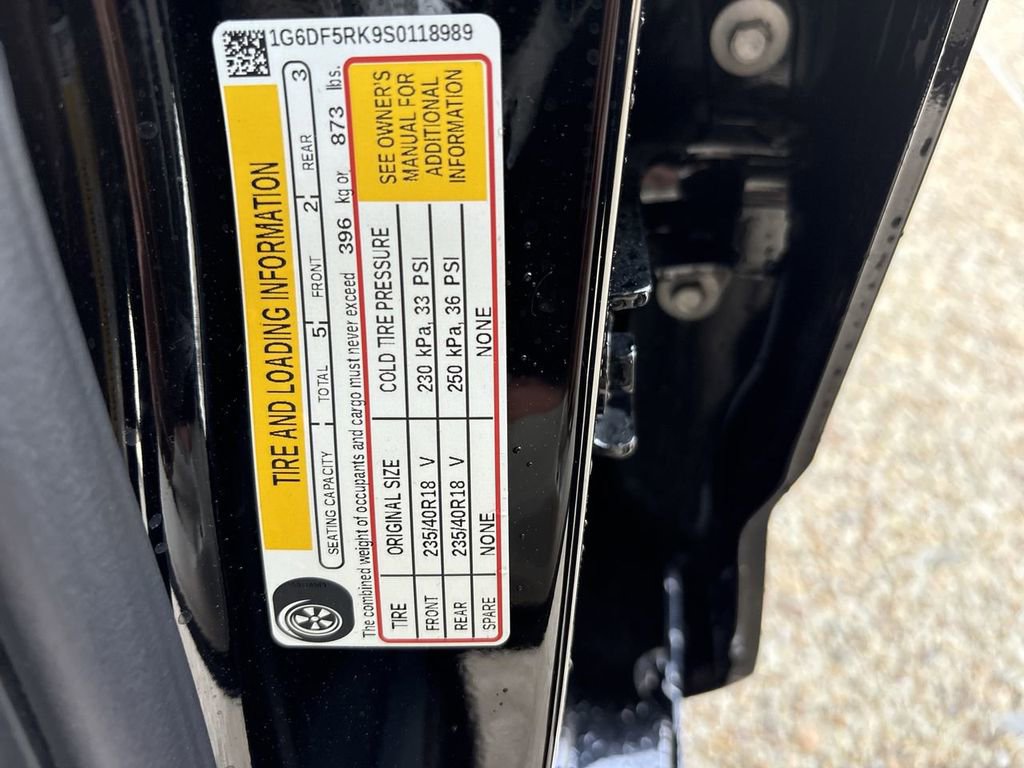 1G6DF5RK9S0118989
TIRE AND LOADING INFORMATION
SEATING CAPACITY TOTAL 5 FRONT 2 REAR 3
The combined weight of occupants and cargo must never exceed 396 kg or 873 lbs.
TIRE ORIGINAL SIZE COLD TIRE PRESSURE
FRONT 235/40R18 V 230 kPa, 33 PSI
REAR 235/40R18 V 250 kPa, 36 PSI
SPARE NONE NONE
SEE OWNER'S
MANUAL FOR
ADDITIONAL
INFORMATION